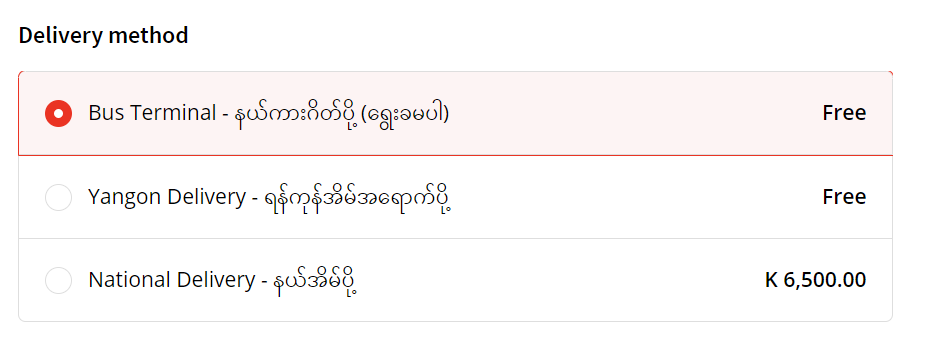 Delivery method
Bus Terminal - နယ်ကားဂိတ်ပို့ (ရွေးခမပါ) Free
Yangon Delivery - ရန်ကုန်အိမ်အရောက်ပို့ Free
National Delivery - နယ်အိမ်ပို့ K 6,500.00